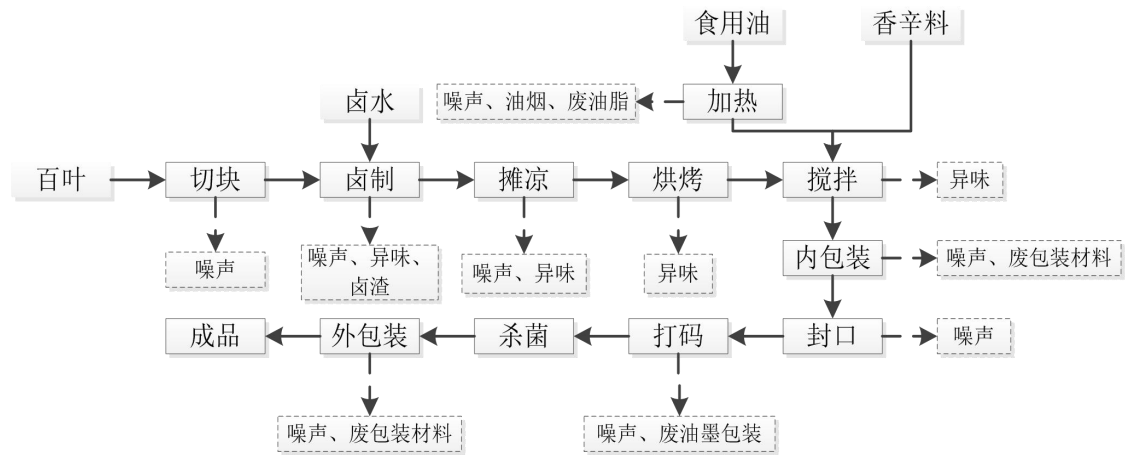 食用油
香辛料
噪声、油烟、废油脂
加热
卤水
百叶
切块
卤制
摊凉
烘烤
搅拌
异味
噪声
噪声、异味、
卤渣
噪声、异味
异味
内包装
噪声、废包装材料
成品
外包装
杀菌
打码
封口
噪声
噪声、废包装材料
噪声、废油墨包装